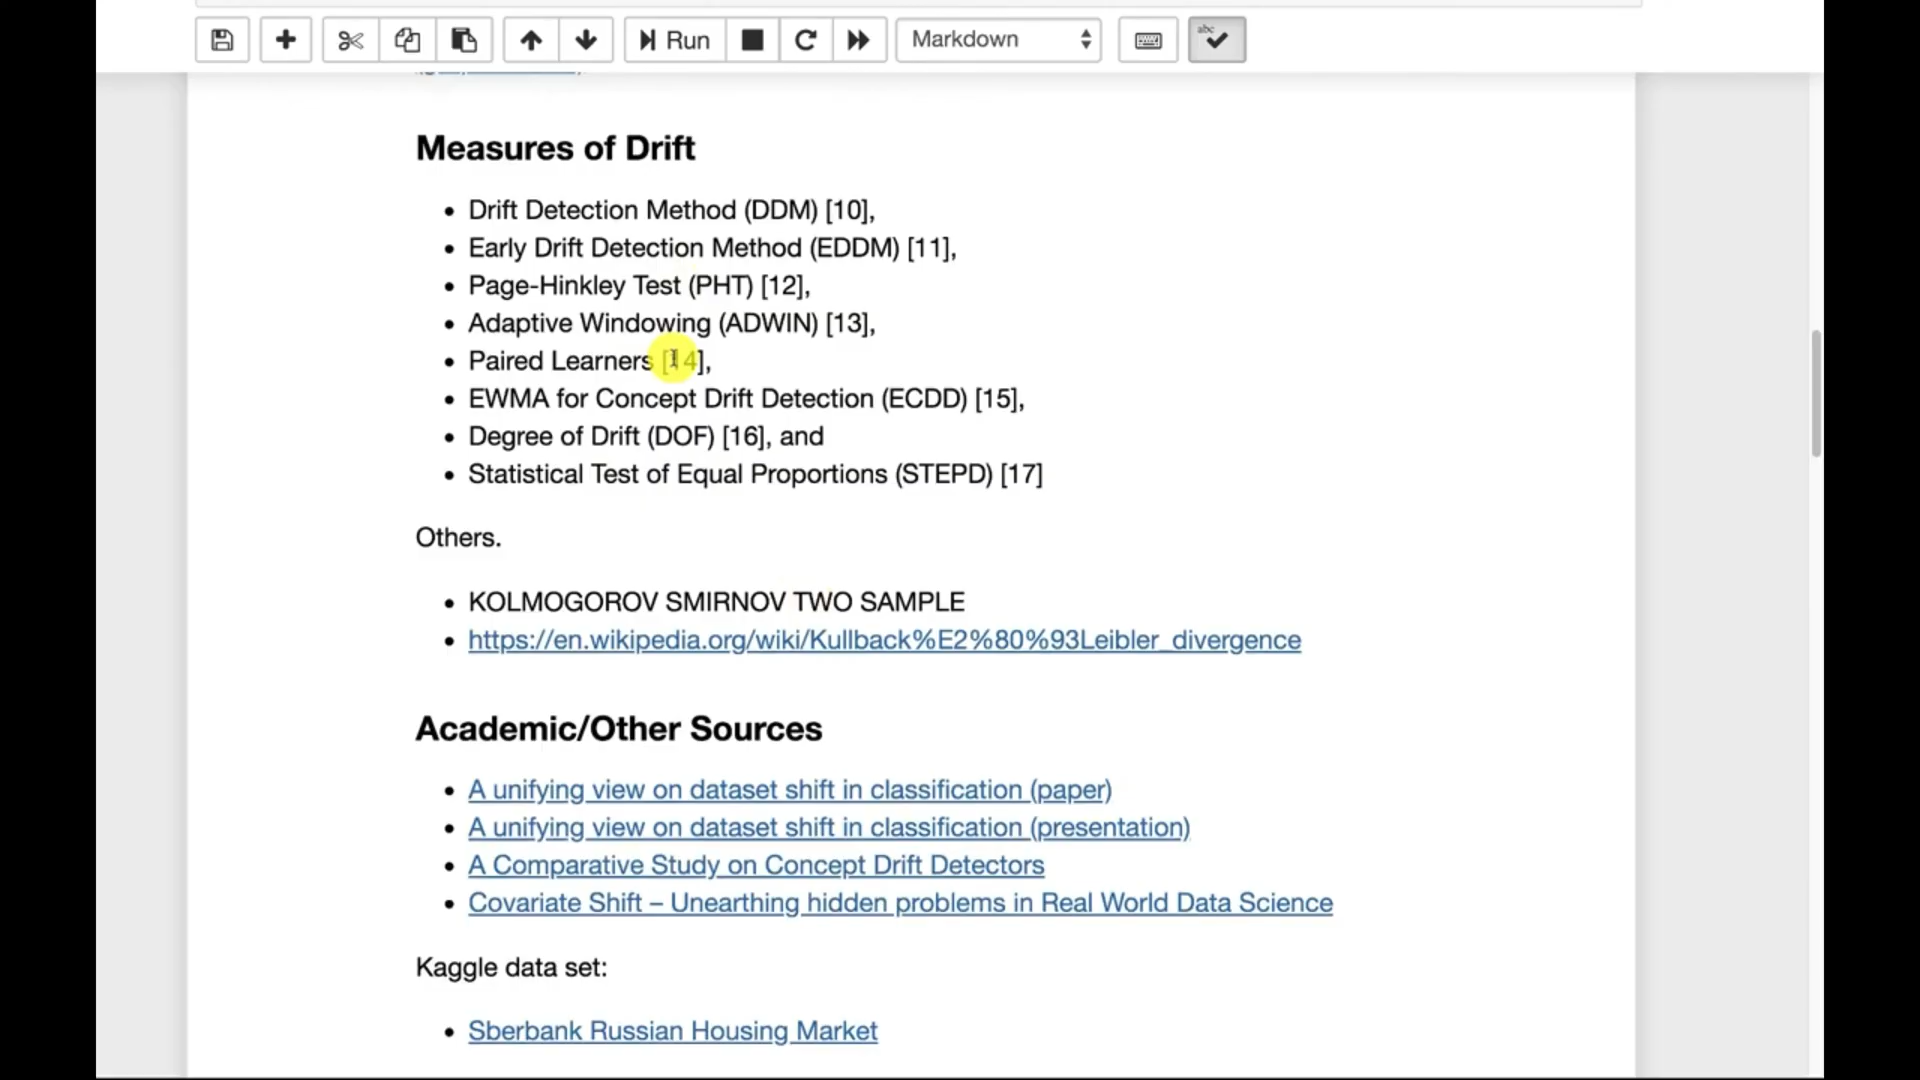 Run
Markdown
abc
Measures of Drift
Drift Detection Method (DDM) [10],
Early Drift Detection Method (EDDM) [11],
Page-Hinkley Test (PHT) [12],
Adaptive Windowing (ADWIN) [13],
Paired Learners [14],
EWMA for Concept Drift Detection (ECDD) [15],
Degree of Drift (DOF) [16], and
Statistical Test of Equal Proportions (STEPD) [17]
Others.
KOLMOGOROV SMIRNOV TWO SAMPLE
https://en.wikipedia.org/wiki/Kullback%E2%80%93Leibler_divergence
Academic/Other Sources
A unifying view on dataset shift in classification (paper)
A unifying view on dataset shift in classification (presentation)
A Comparative Study on Concept Drift Detectors
Covariate Shift – Unearthing hidden problems in Real World Data Science
Kaggle data set:
Sberbank Russian Housing Market